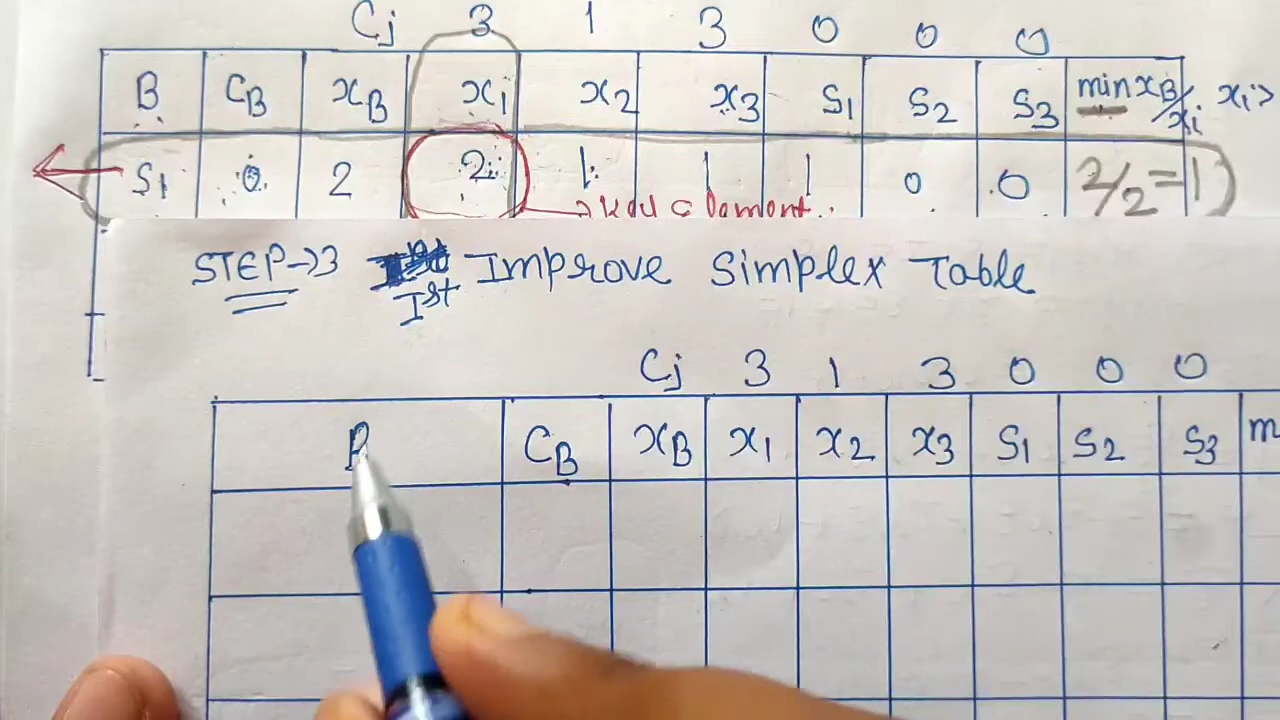 Cj 3 1 3 0 0 0
B CB xB x1 x2 x3 S1 S2 S3 min xB/xi xi>
S1 0 2 2 1 1 1 0 0 2/2=1
→ key element
STEP→3 Ist Improve Simplex Table
Cj 3 1 3 0 0 0
B CB xB x1 x2 x3 S1 S2 S3 m